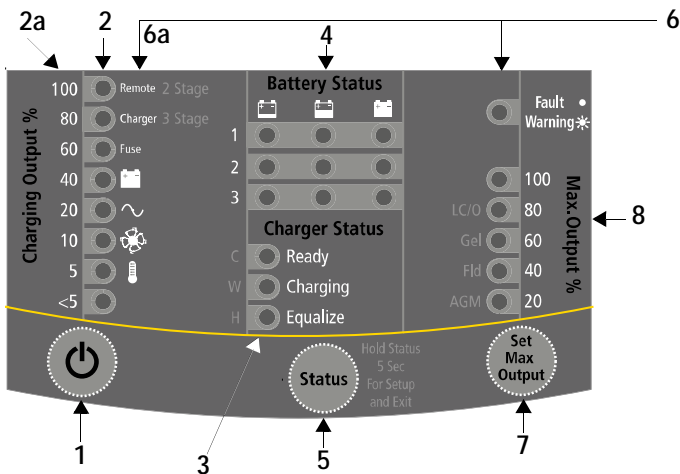 2a 2 6a 4 6
Charging Output %
100 Remote 2 Stage
80 Charger 3 Stage
60 Fuse
40
20
10
5
<5
Battery Status
1
2
3
Charger Status
C Ready
W Charging
H Equalize
Fault
Warning
100
LC/O 80
Gel 60
Fld 40
AGM 20
Max.Output %
8
Status
Hold Status
5 Sec
For Setup
and Exit
Set
Max
Output
1 3 5 7